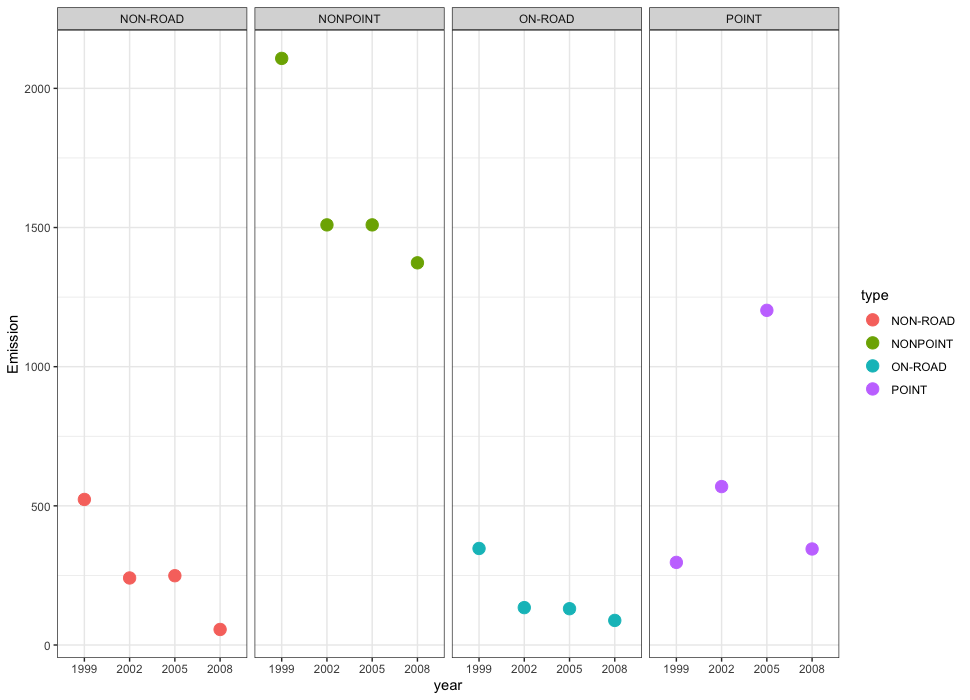 NON-ROAD NONPOINT ON-ROAD POINT
2000
1500
1000
500
0
Emission
1999 2002 2005 2008 1999 2002 2005 2008 1999 2002 2005 2008 1999 2002 2005 2008
year
type
NON-ROAD
NONPOINT
ON-ROAD
POINT